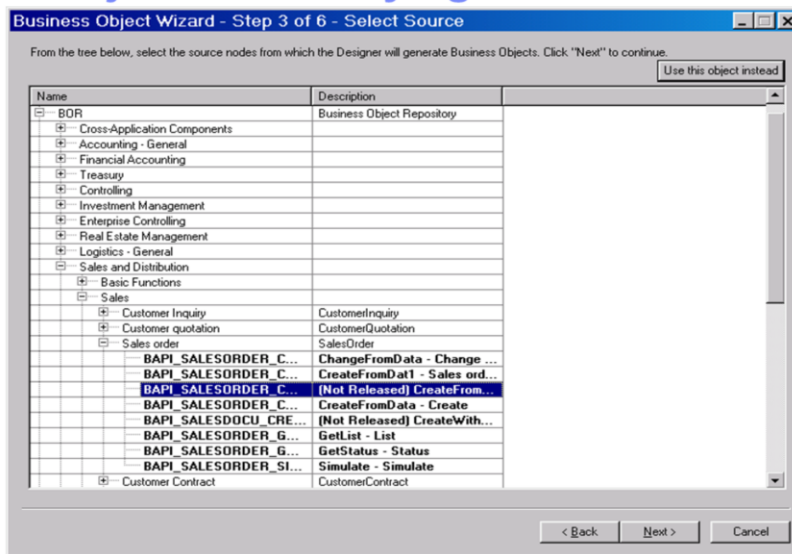 Business Object Wizard - Step 3 of 6 - Select Source
From the tree below, select the source nodes from which the Designer will generate Business Objects. Click "Next" to continue.
Use this object instead
Name Description
BOR Business Object Repository
Cross-Application Components
Accounting - General
Financial Accounting
Treasury
Controlling
Investment Management
Enterprise Controlling
Real Estate Management
Logistics - General
Sales and Distribution
Basic Functions
Sales
Customer Inquiry CustomerInquiry
Customer quotation CustomerQuotation
Sales order SalesOrder
BAPI_SALESORDER_C... ChangeFromData - Change ...
BAPI_SALESORDER_C... CreateFromDat1 - Sales ord...
BAPI_SALESORDER_C... (Not Released) CreateFrom...
BAPI_SALESORDER_C... CreateFromData - Create
BAPI_SALESDOCU_CRE... (Not Released) CreateWith...
BAPI_SALESORDER_G... GetList - List
BAPI_SALESORDER_G... GetStatus - Status
BAPI_SALESORDER_SI... Simulate - Simulate
Customer Contract CustomerContract
< Back Next > Cancel